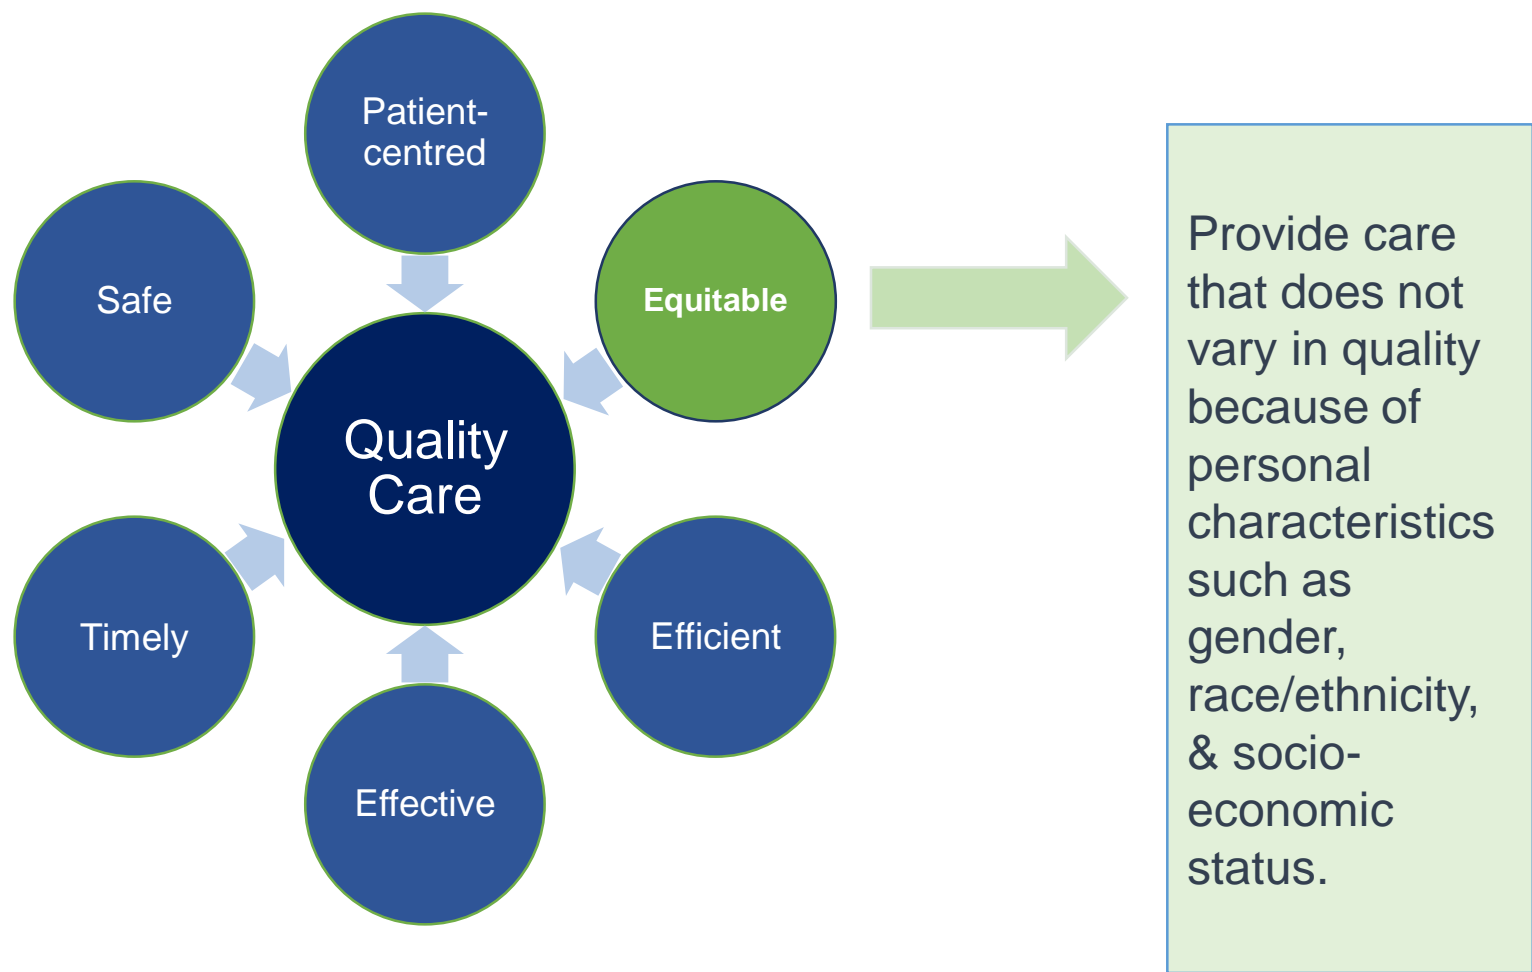 Patient-
centred
Safe
Equitable
Quality
Care
Timely
Efficient
Effective
Provide care
that does not
vary in quality
because of
personal
characteristics
such as
gender,
race/ethnicity,
& socio-
economic
status.